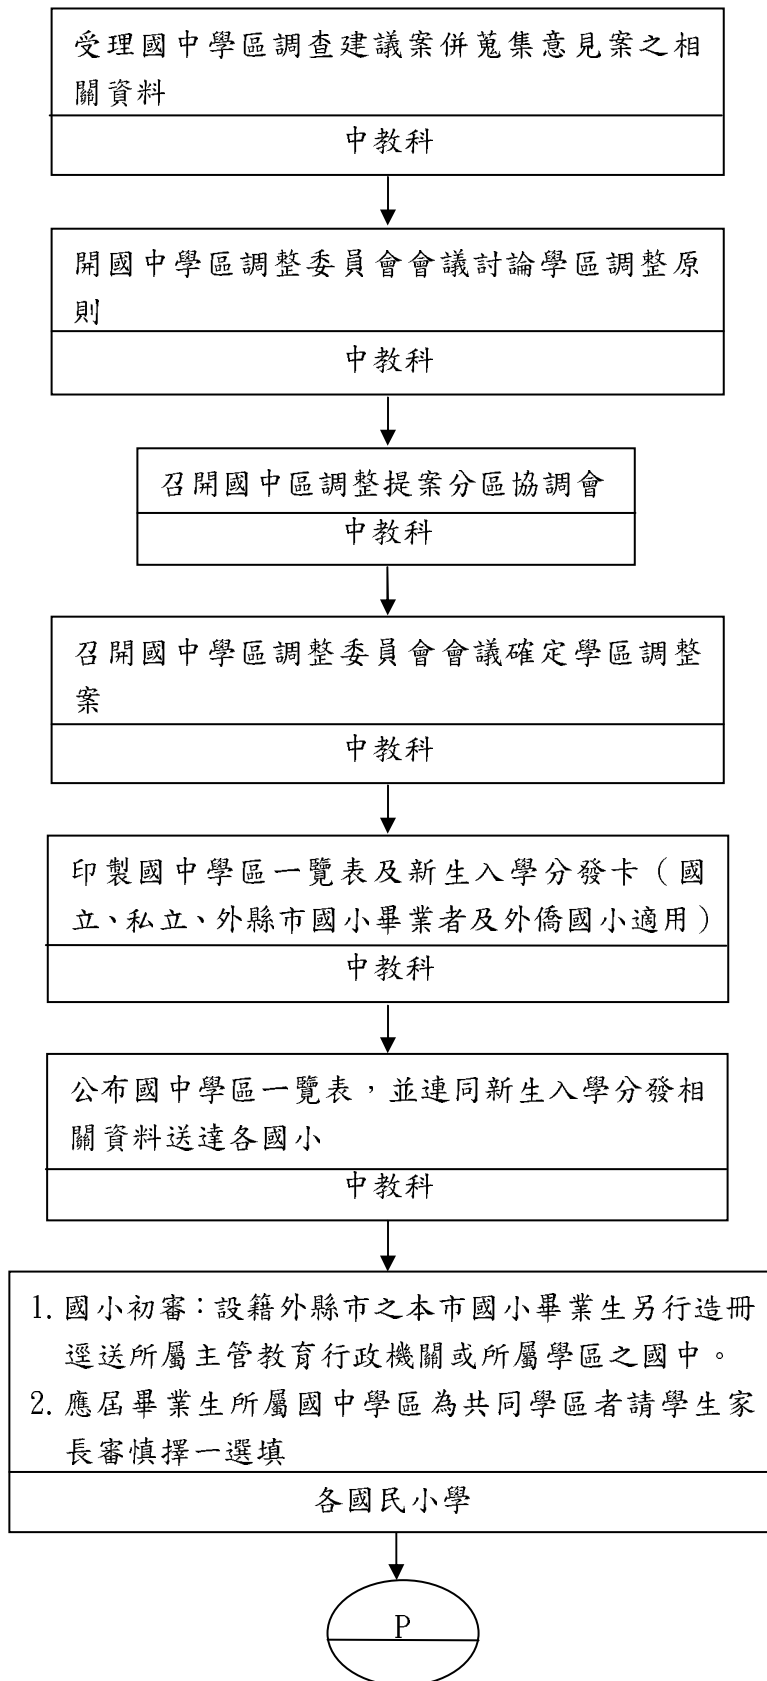 受理國中學區調查建議案併蒐集意見案之相
關資料
中教科
開國中學區調整委員會會議討論學區調整原
則
中教科
召開國中區調整提案分區協調會
中教科
召開國中學區調整委員會會議確定學區調整
案
中教科
印製國中學區一覽表及新生入學分發卡（國
立、私立、外縣市國小畢業者及外僑國小適用）
中教科
公布國中學區一覽表，並連同新生入學分發相
關資料送達各國小
中教科
1. 國小初審：設籍外縣市之本市國小畢業生另行造冊
逕送所屬主管教育行政機關或所屬學區之國中。
2. 應屆畢業生所屬國中學區為共同學區者請學生家
長審慎擇一選填
各國民小學
P